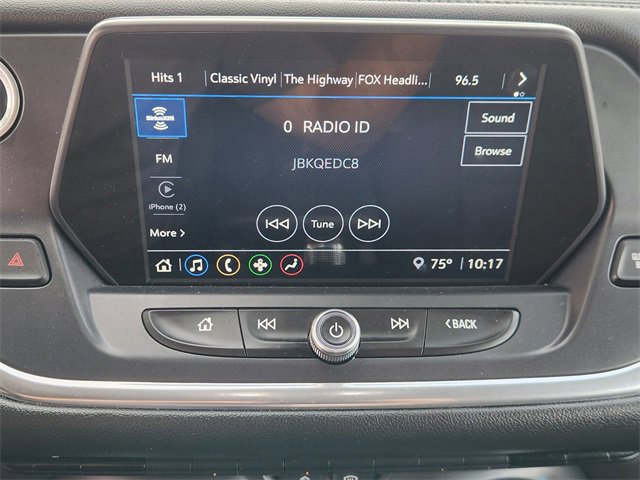 Hits 1 Classic Vinyl The Highway FOX Headli... 96.5
SiriusXM
0 RADIO ID
Sound
FM
JBKQEDC8
Browse
iPhone (2)
Tune
More
75° 10:17
BACK